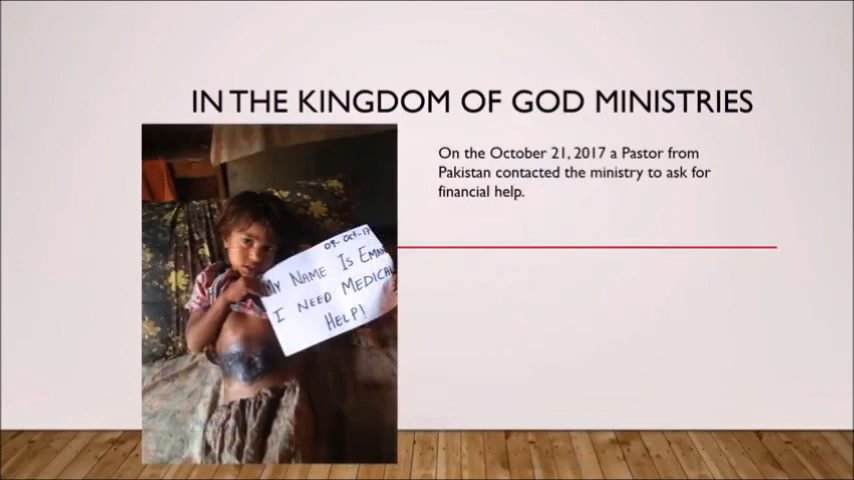 IN THE KINGDOM OF GOD MINISTRIES
On the October 21, 2017 a Pastor from
Pakistan contacted the ministry to ask for
financial help.
09-Oct-17
My NAME IS EMAN
I NEED MEDICAL
HELP!